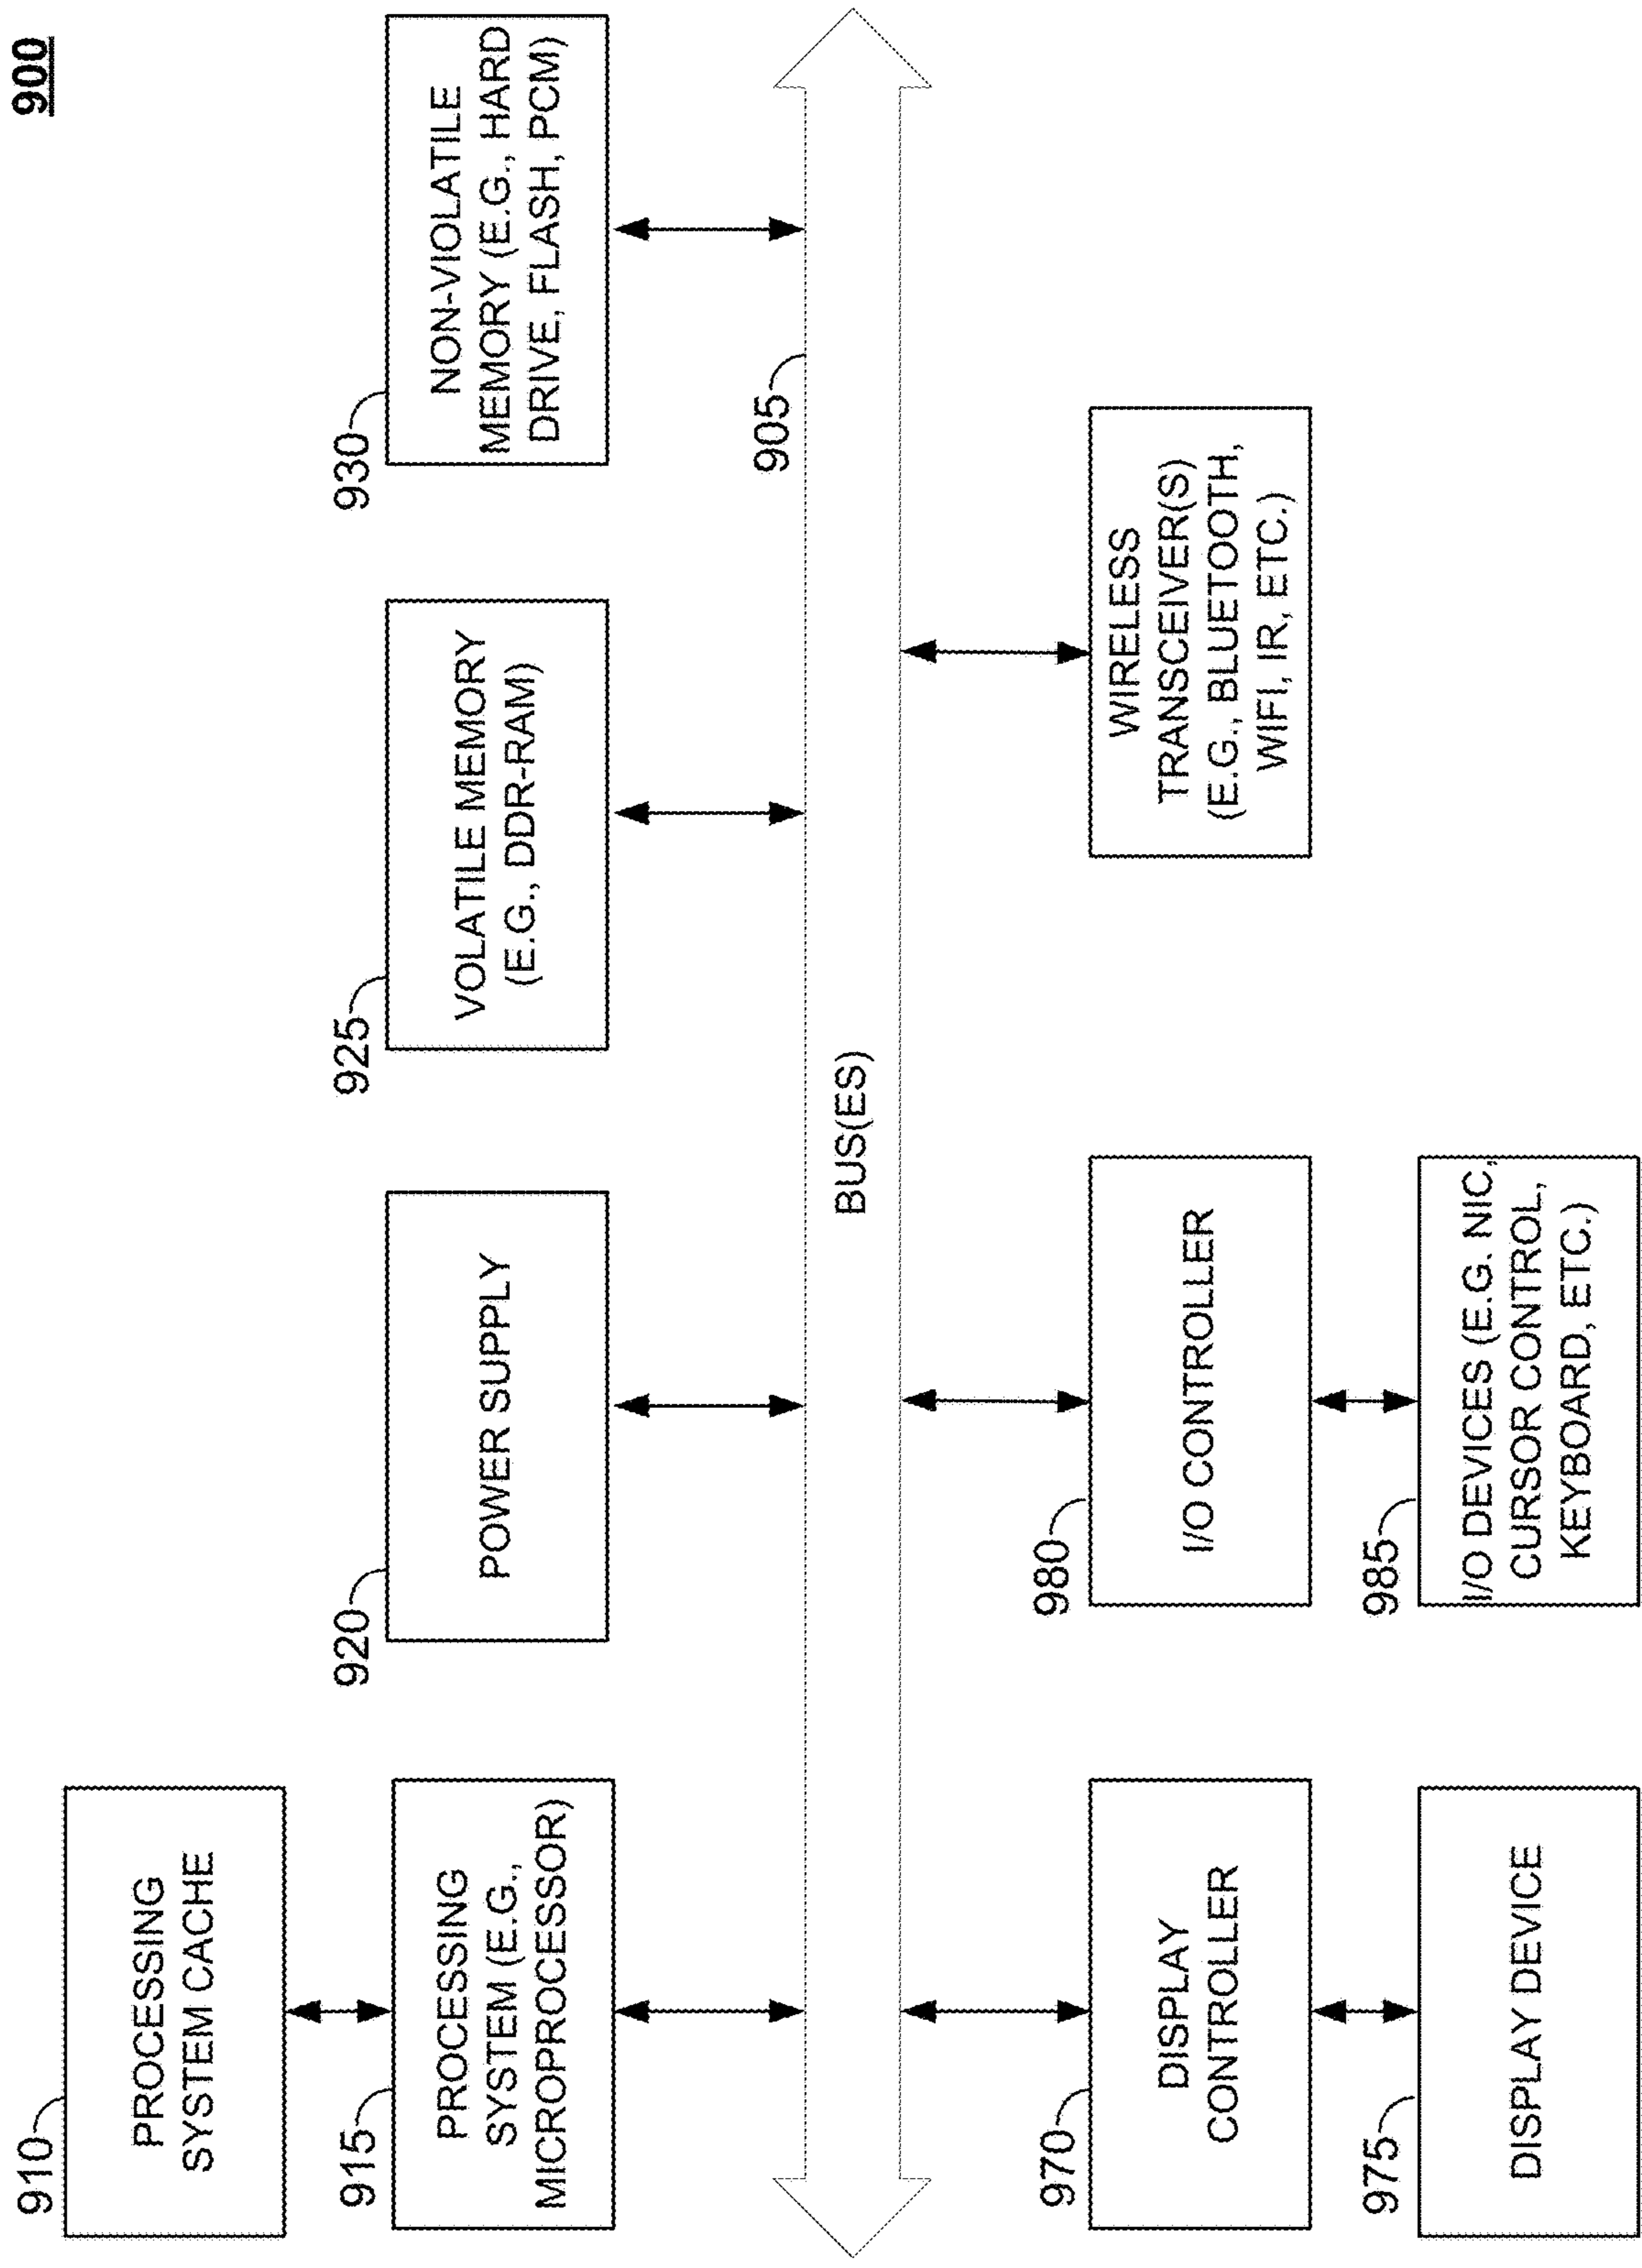 900
910
PROCESSING
SYSTEM CACHE
915
PROCESSING
SYSTEM (E.G.,
MICROPROCESSOR)
920
POWER SUPPLY
925
VOLATILE MEMORY
(E.G., DDR-RAM)
930
NON-VIOLATILE
MEMORY (E.G., HARD
DRIVE, FLASH, PCM)
905
BUS(ES)
970
DISPLAY
CONTROLLER
975
DISPLAY DEVICE
980
I/O CONTROLLER
985
I/O DEVICES (E.G. NIC,
CURSOR CONTROL,
KEYBOARD, ETC.)
WIRELESS
TRANSCEIVER(S)
(E.G., BLUETOOTH,
WIFI, IR, ETC.)